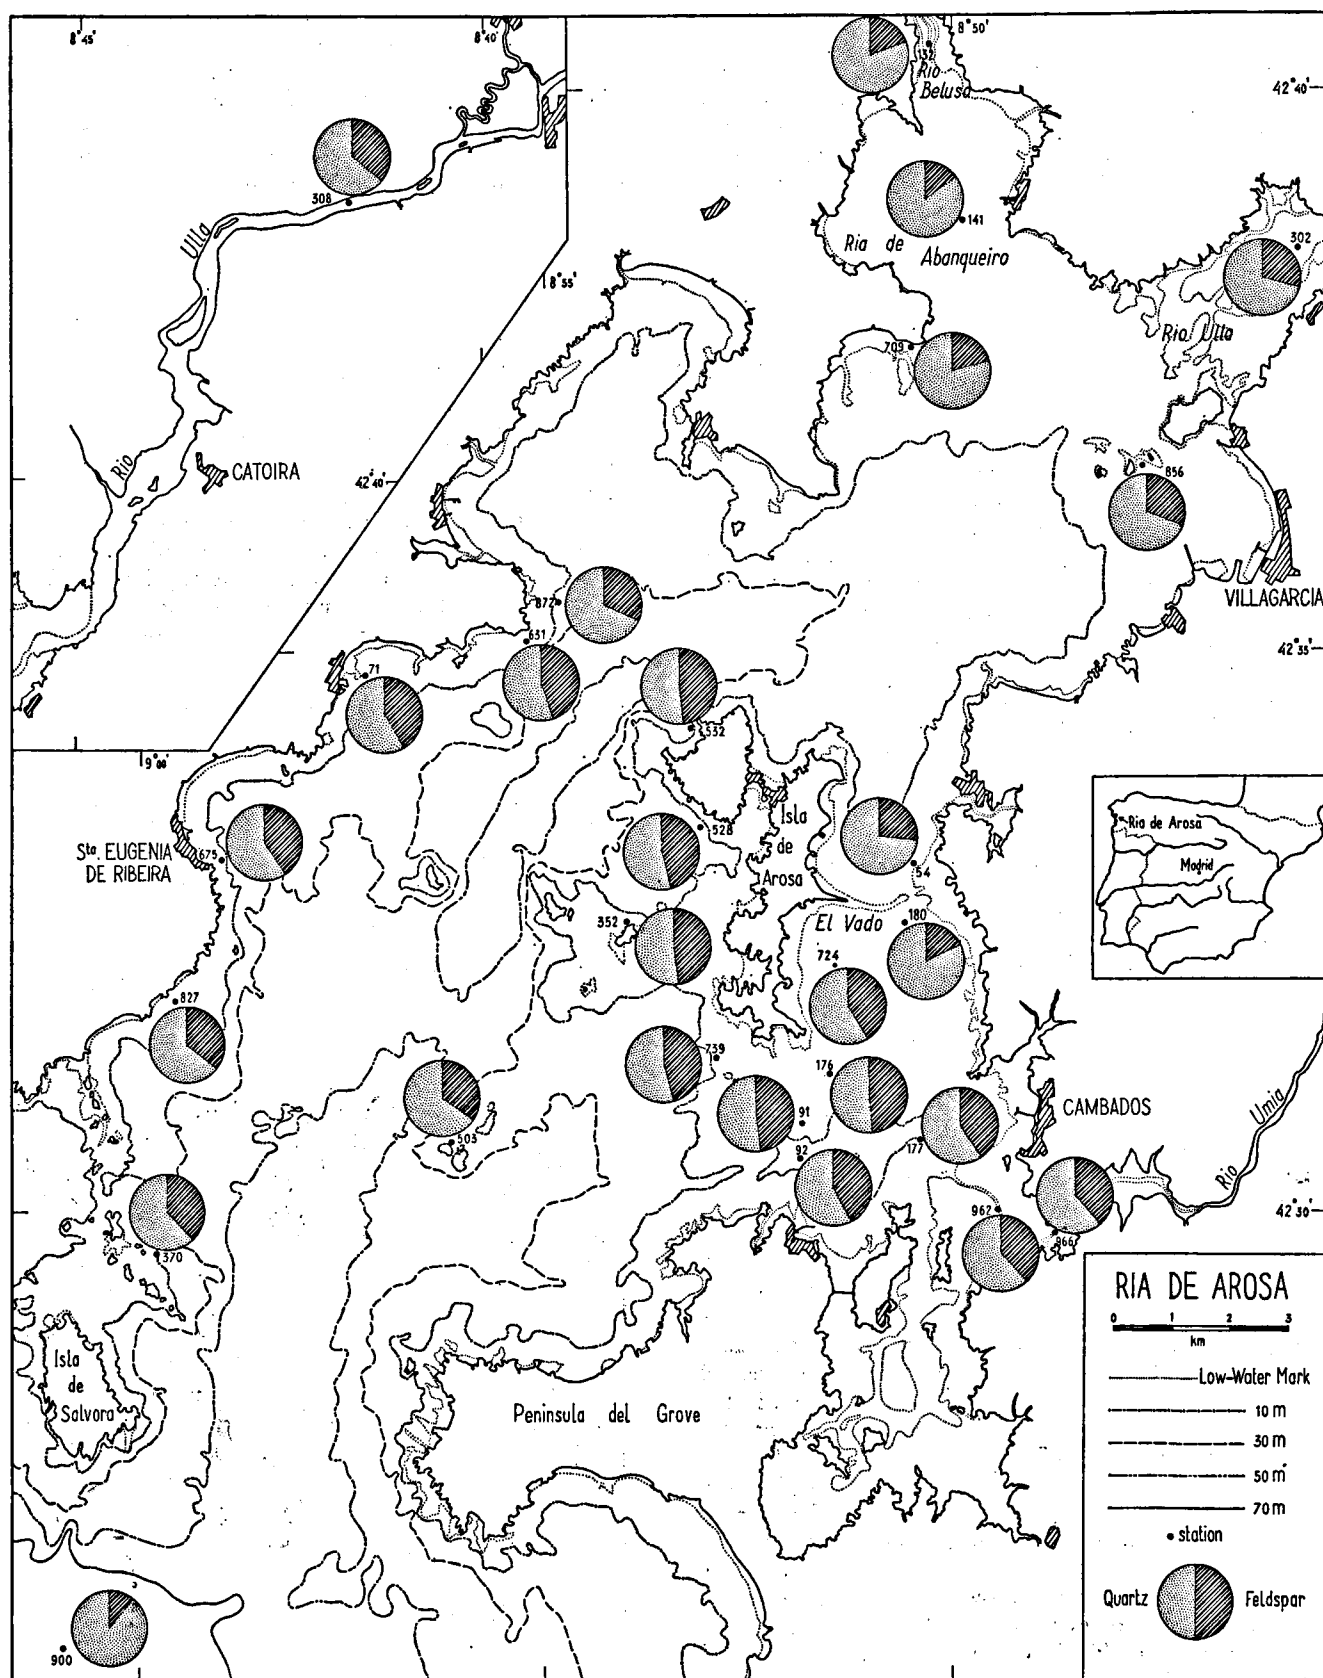 8°45'
8°40'
8°50'
42°40'
132
Rio
Belusa
308
Ulla
141
Ria de
Abanqueiro
302
8°55'
Rio Ulla
709
Rio
CATOIRA
42°40'
856
VILLAGARCIA
872
631
42°35'
71
532
9°00'
Isla
de
Arosa
528
Ria de Arosa
Madrid
Sta. EUGENIA
DE RIBEIRA
675
54
352
El Vado
180
724
827
739
176
91
CAMBADOS
Umia
Rio
503
92
177
962
966
42°30'
370
Isla
de
Salvora
Peninsula del Grove
RIA DE AROSA
0 1 2 3
km
Low-Water Mark
10 m
30 m
50 m
70 m
station
Quartz
Feldspar
900